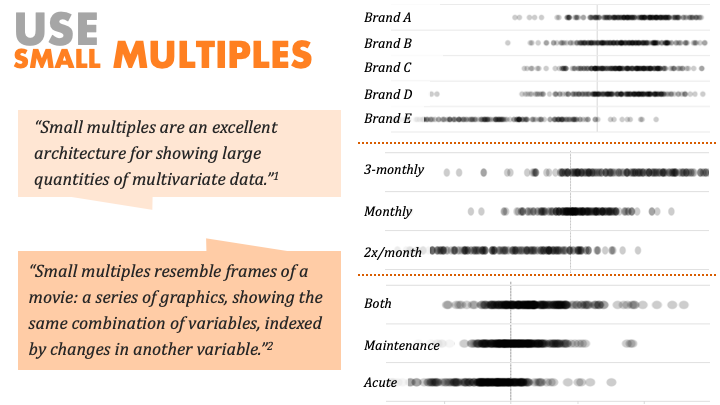 USE
SMALL MULTIPLES
“Small multiples are an excellent
architecture for showing large
quantities of multivariate data.”1
“Small multiples resemble frames of a
movie: a series of graphics, showing the
same combination of variables, indexed
by changes in another variable.”2
Brand A
Brand B
Brand C
Brand D
Brand E
3-monthly
Monthly
2x/month
Both
Maintenance
Acute